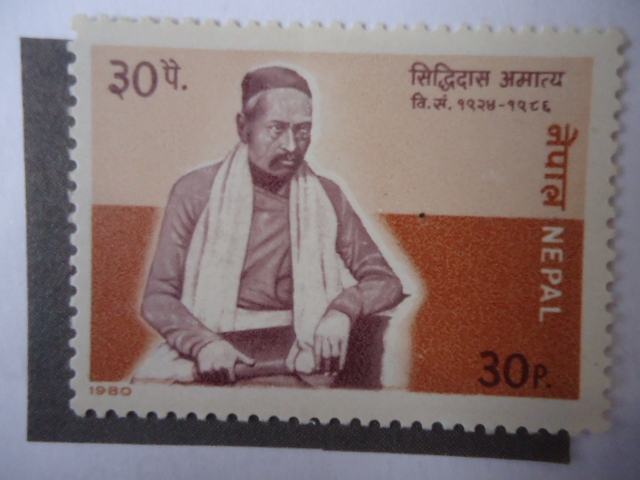 ३० पै.
सिद्धिदास अमात्य
वि.सं. १९२४-१९८६
नेपाल NEPAL
30P.
1980